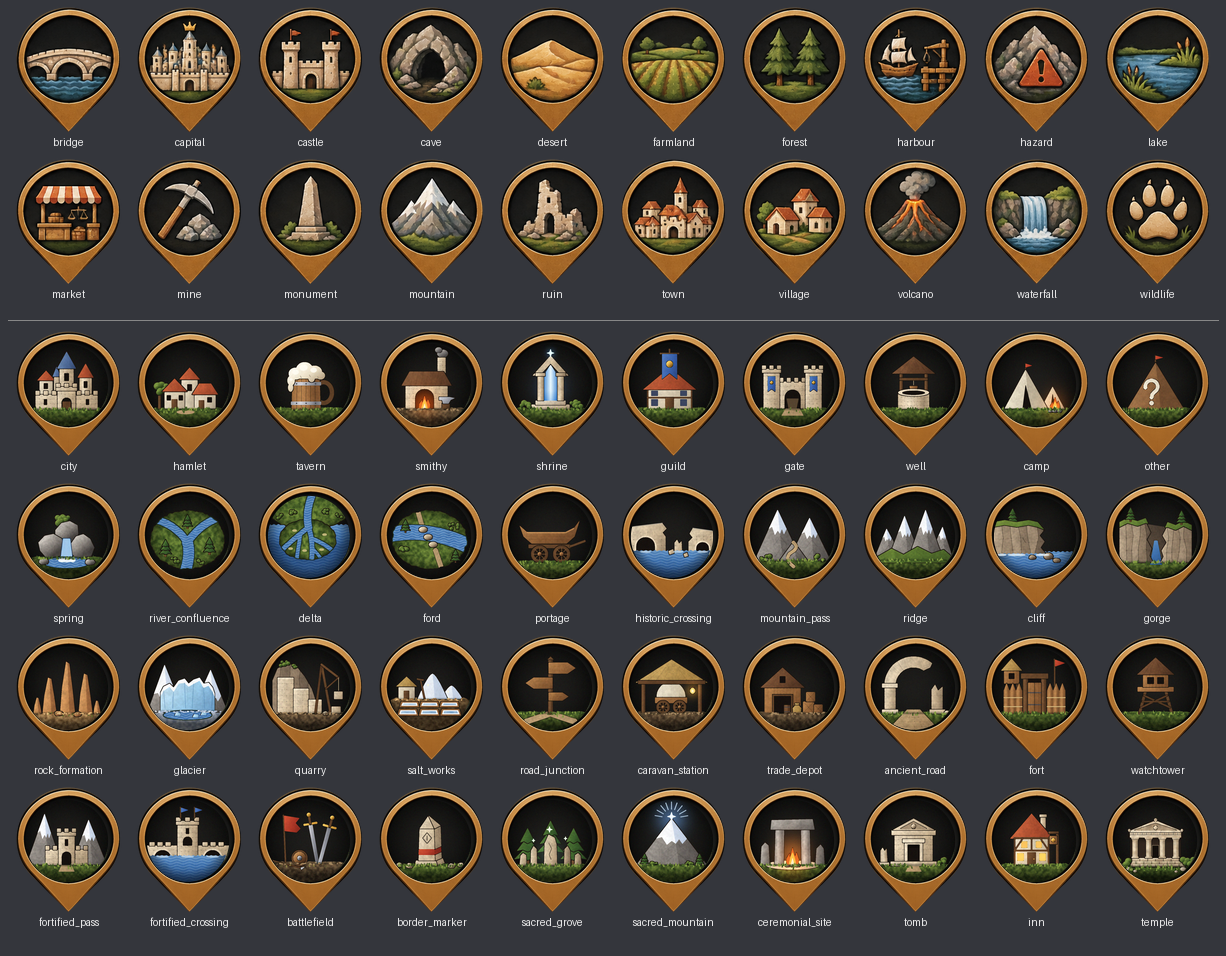 bridge capital castle cave desert farmland forest harbour hazard lake
market mine monument mountain ruin town village volcano waterfall wildlife
city hamlet tavern smithy shrine guild gate well camp other
?
spring river_confluence delta ford portage historic_crossing mountain_pass ridge cliff gorge
rock_formation glacier quarry salt_works road_junction caravan_station trade_depot ancient_road fort watchtower
fortified_pass fortified_crossing battlefield border_marker sacred_grove sacred_mountain ceremonial_site tomb inn temple